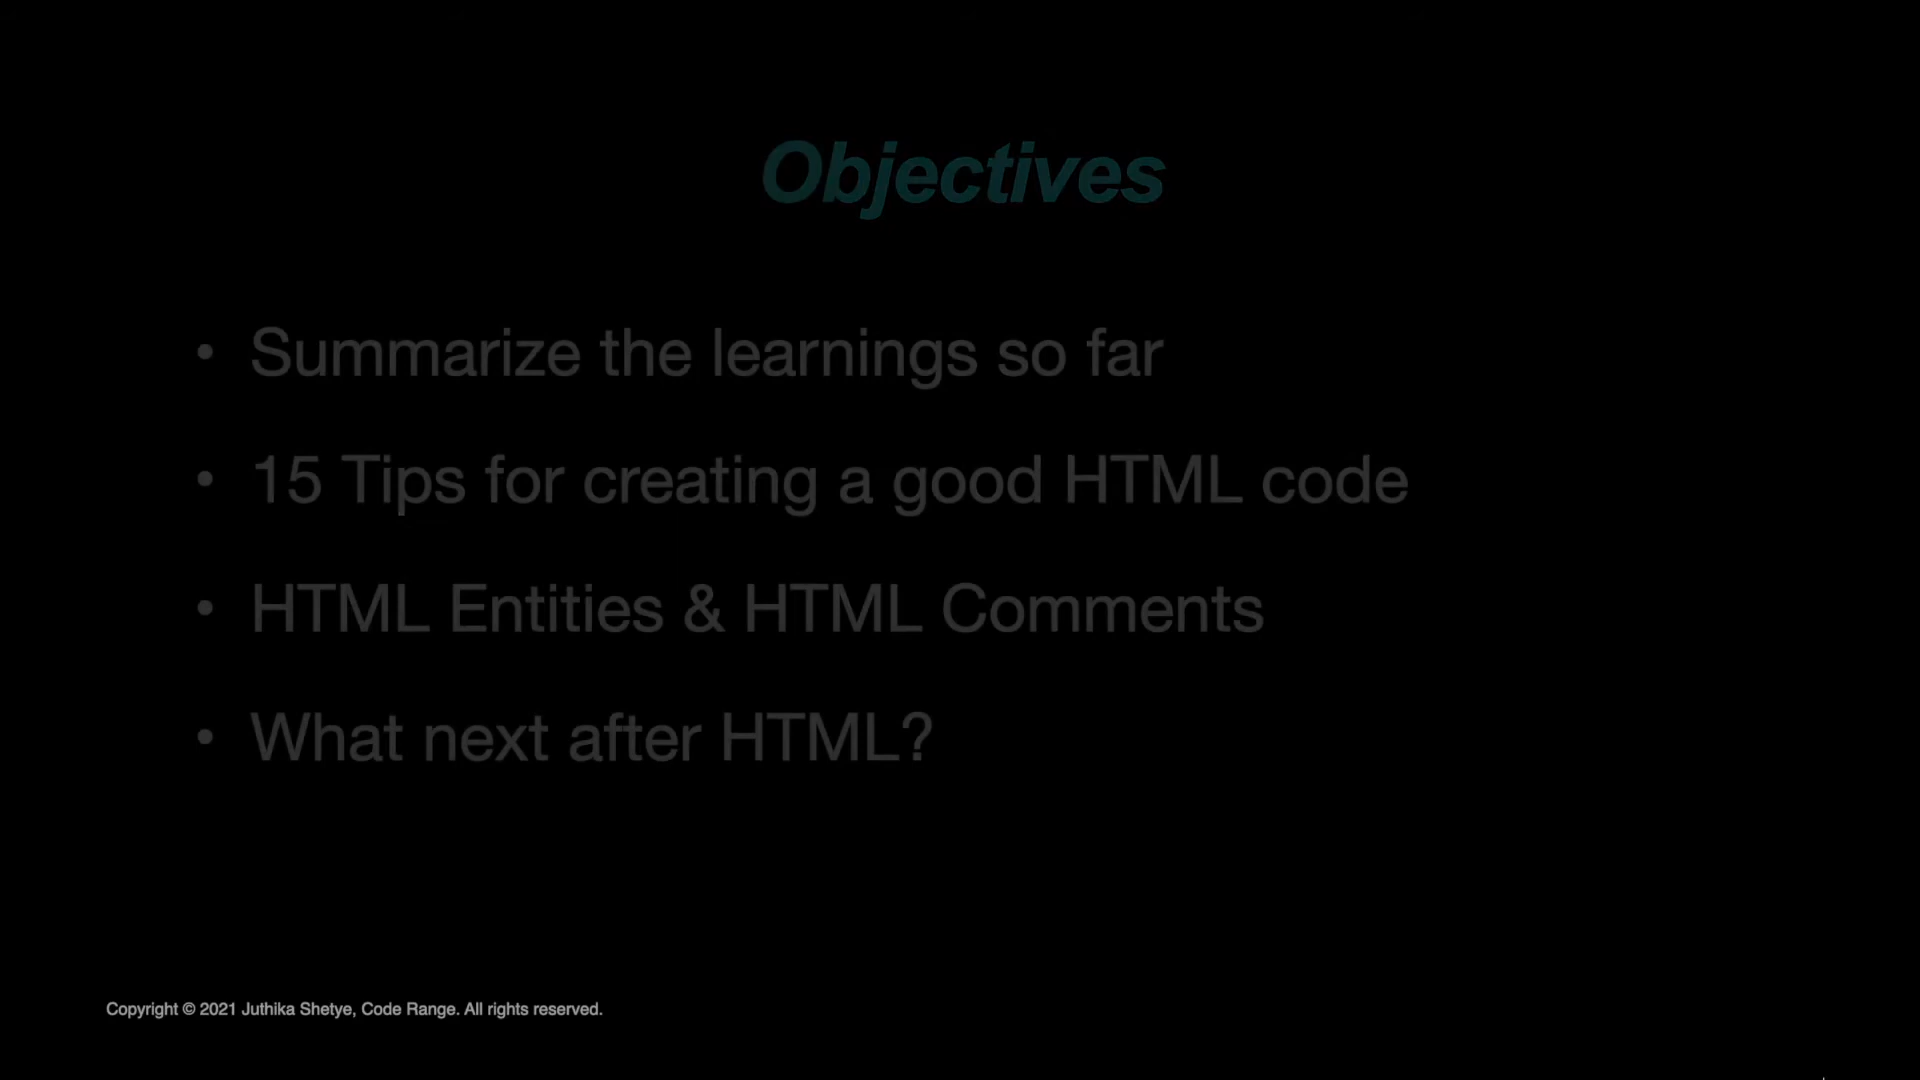 Objectives
• Summarize the learnings so far
• 15 Tips for creating a good HTML code
• HTML Entities & HTML Comments
• What next after HTML?
Copyright © 2021 Juthika Shetye, Code Range. All rights reserved.